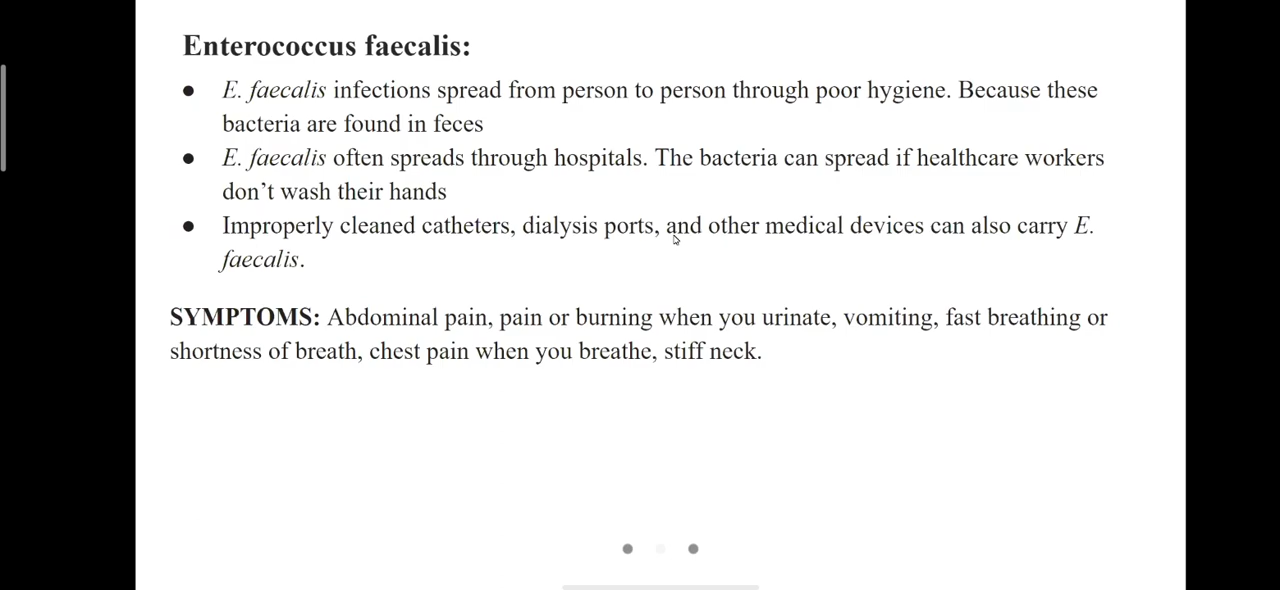 Enterococcus faecalis:
● E. faecalis infections spread from person to person through poor hygiene. Because these
bacteria are found in feces
● E. faecalis often spreads through hospitals. The bacteria can spread if healthcare workers
don’t wash their hands
● Improperly cleaned catheters, dialysis ports, and other medical devices can also carry E.
faecalis.
SYMPTOMS: Abdominal pain, pain or burning when you urinate, vomiting, fast breathing or
shortness of breath, chest pain when you breathe, stiff neck.